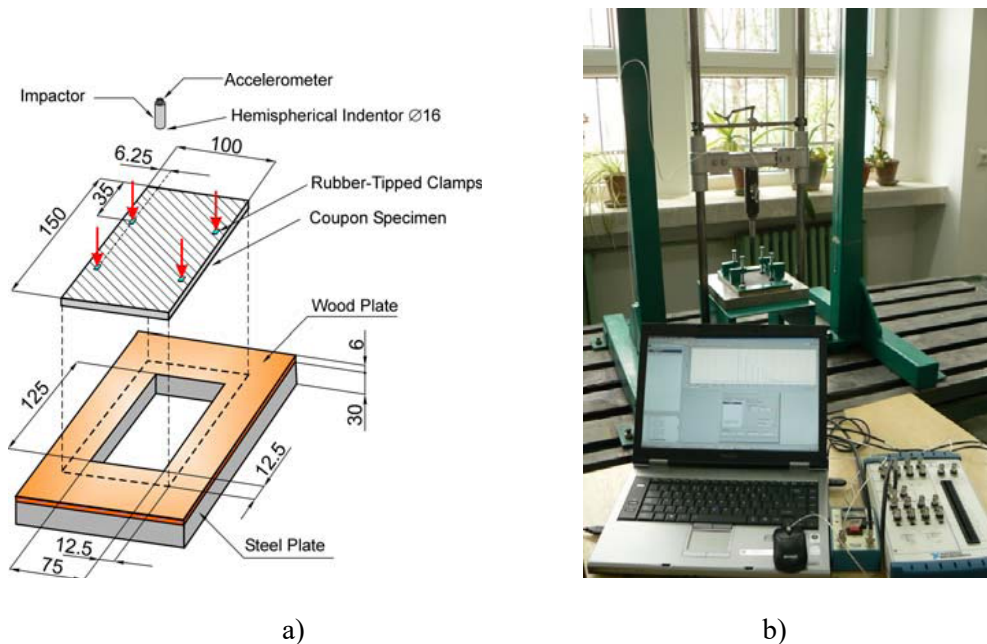 Accelerometer
Impactor
Hemispherical Indentor ∅16
6.25
100
35
Rubber-Tipped Clamps
150
Coupon Specimen
Wood Plate
6
125
30
12.5
12.5
Steel Plate
75
a)
b)